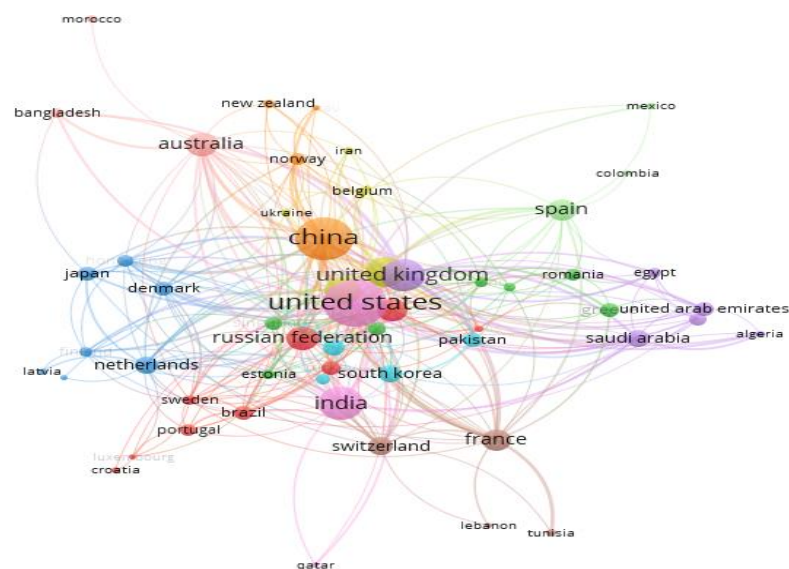 morocco
bangladesh
new zealand
mexico
australia
norway
iran
colombia
belgium
ukraine
spain
china
japan
denmark
united kingdom
romania
egypt
united states
united arab emirates
russian federation
pakistan
saudi arabia
algeria
latvia
netherlands
estonia
south korea
sweden
brazil
india
portugal
switzerland
france
luxembourg
croatia
lebanon
tunisia
qatar